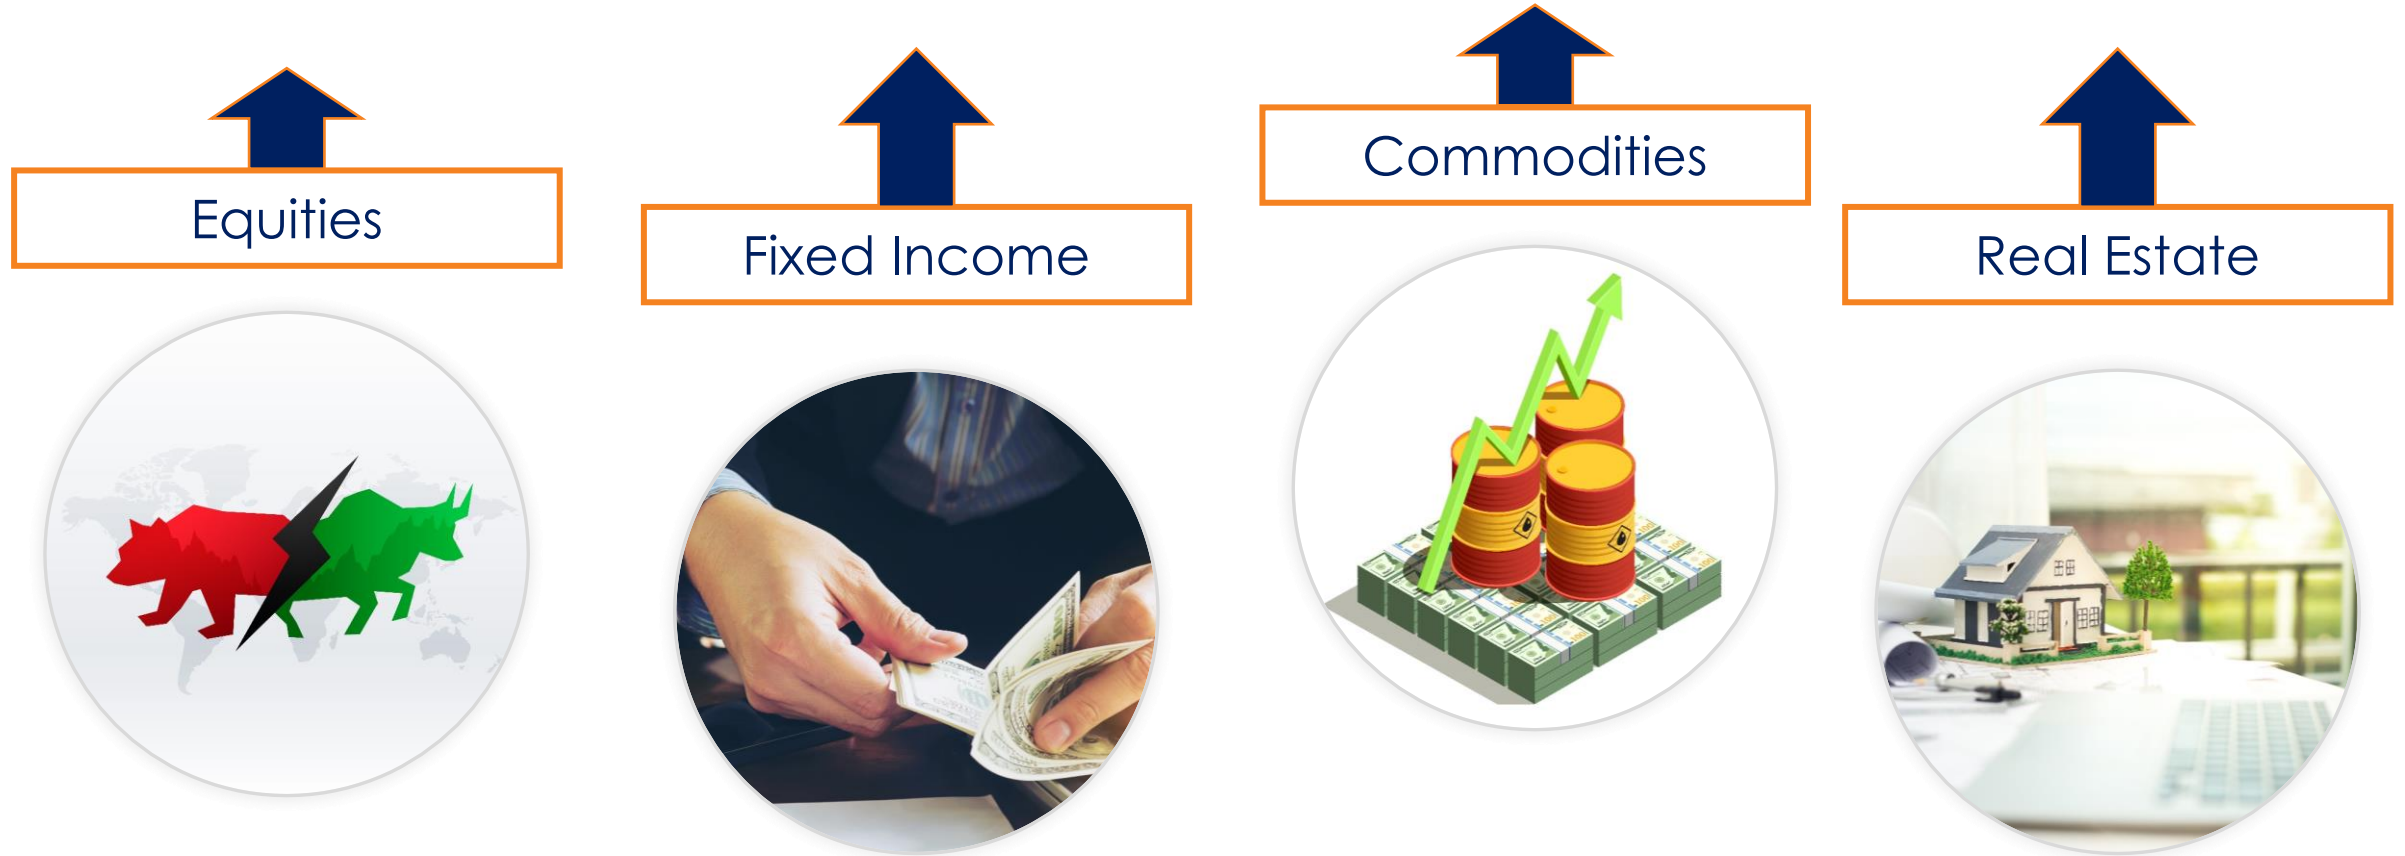 Equities
Fixed Income
Commodities
Real Estate